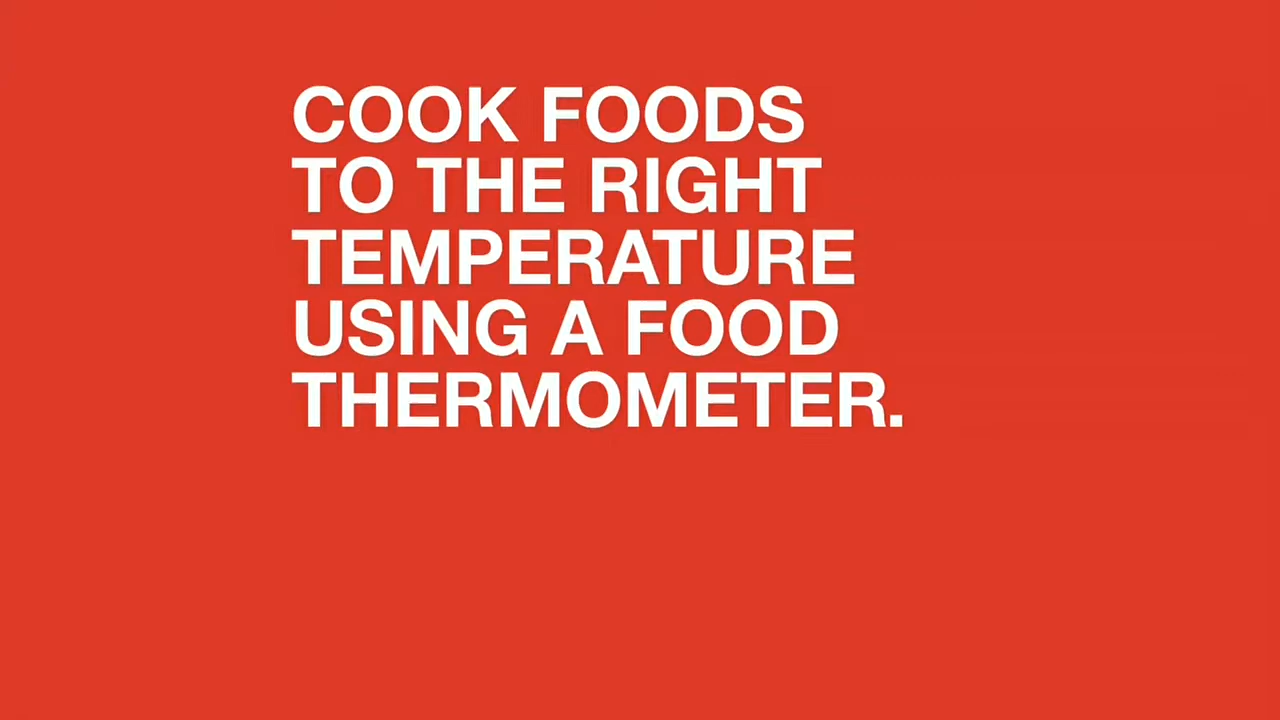 COOK FOODS
TO THE RIGHT
TEMPERATURE
USING A FOOD
THERMOMETER.